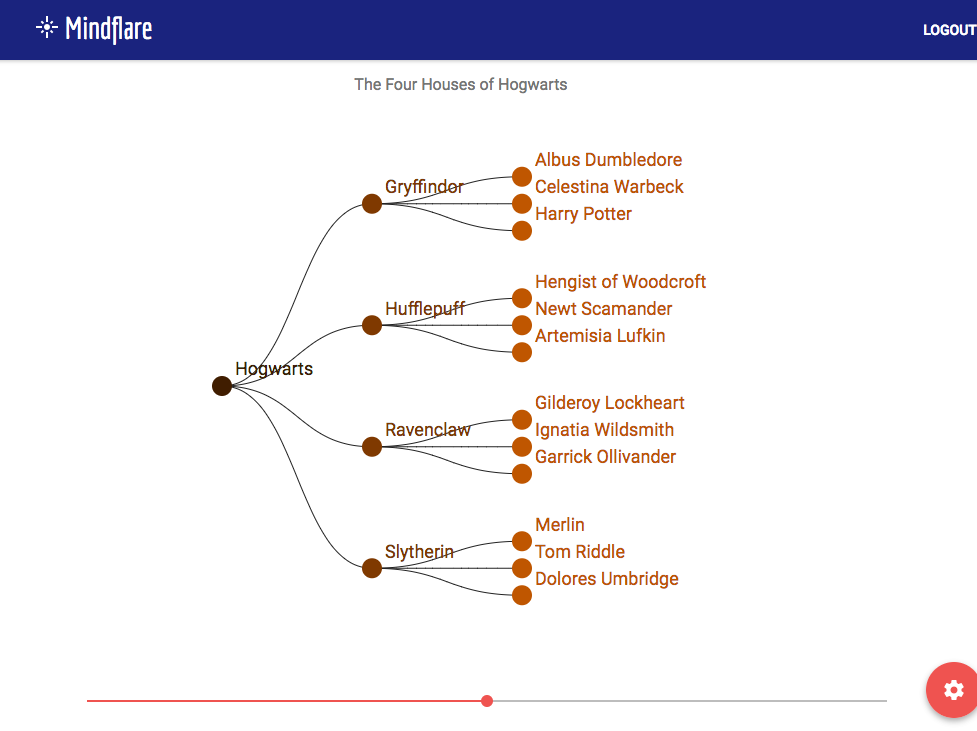 Mindflare
LOGOUT
The Four Houses of Hogwarts
Albus Dumbledore
Gryffindor
Celestina Warbeck
Harry Potter
Hengist of Woodcroft
Hufflepuff
Newt Scamander
Artemisia Lufkin
Hogwarts
Gilderoy Lockheart
Ravenclaw
Ignatia Wildsmith
Garrick Ollivander
Merlin
Slytherin
Tom Riddle
Dolores Umbridge